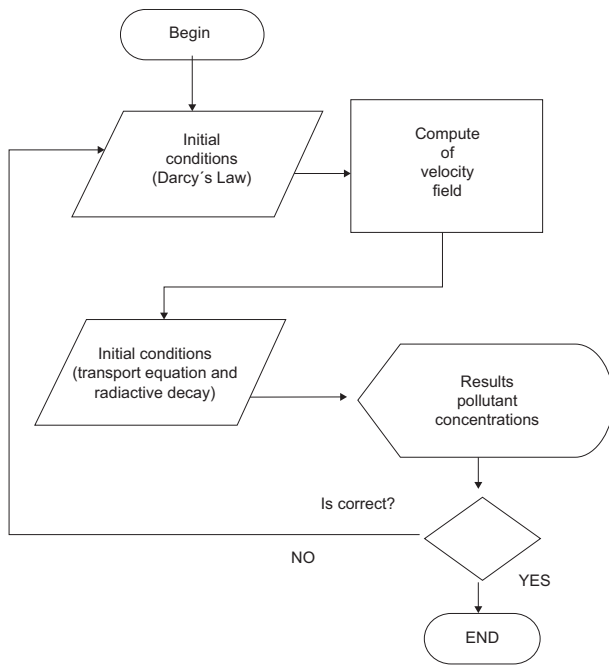 Begin
Initial
conditions
(Darcy´s Law)
Compute
of
velocity
field
Initial conditions
(transport equation and
radiactive decay)
Results
pollutant
concentrations
Is correct?
NO
YES
END